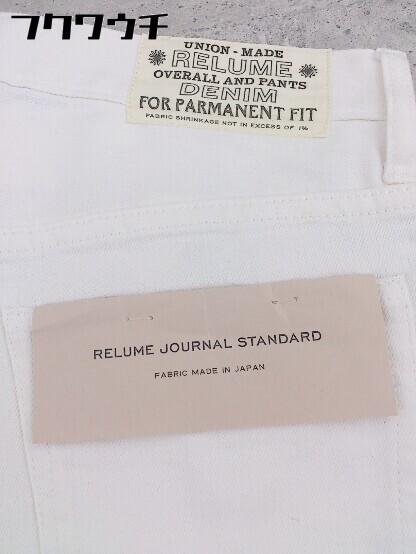 フクワウチ
UNION - MADE
RELUME
OVERALL AND PANTS
DENIM
FOR PARMANENT FIT
FABRIC SHRINKAGE NOT IN EXCESS OF 1%
RELUME JOURNAL STANDARD
FABRIC MADE IN JAPAN